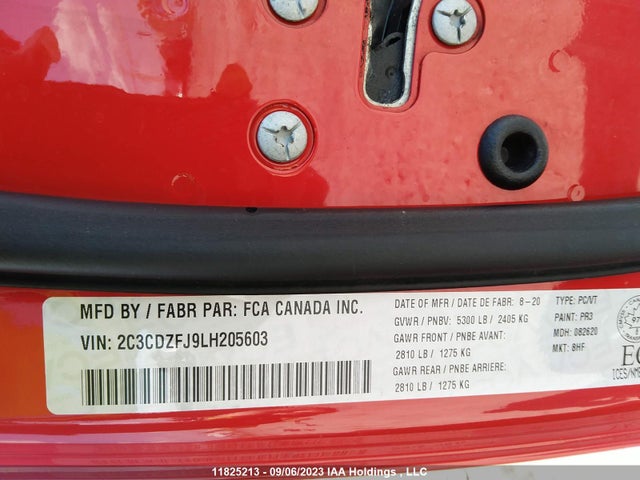 MFD BY / FABR PAR: FCA CANADA INC.
VIN: 2C3CDZFJ9LH205603
DATE OF MFR / DATE DE FABR: 8-20
GVWR / PNBV: 5300 LB / 2405 KG
GAWR FRONT / PNBE AVANT:
2810 LB / 1275 KG
GAWR REAR / PNBE ARRIERE:
2810 LB / 1275 KG
TYPE: PC/VT
PAINT: PR3
MDH: 082620
MKT: 8HF
11825213 - 09/06/2023 IAA Holdings , LLC